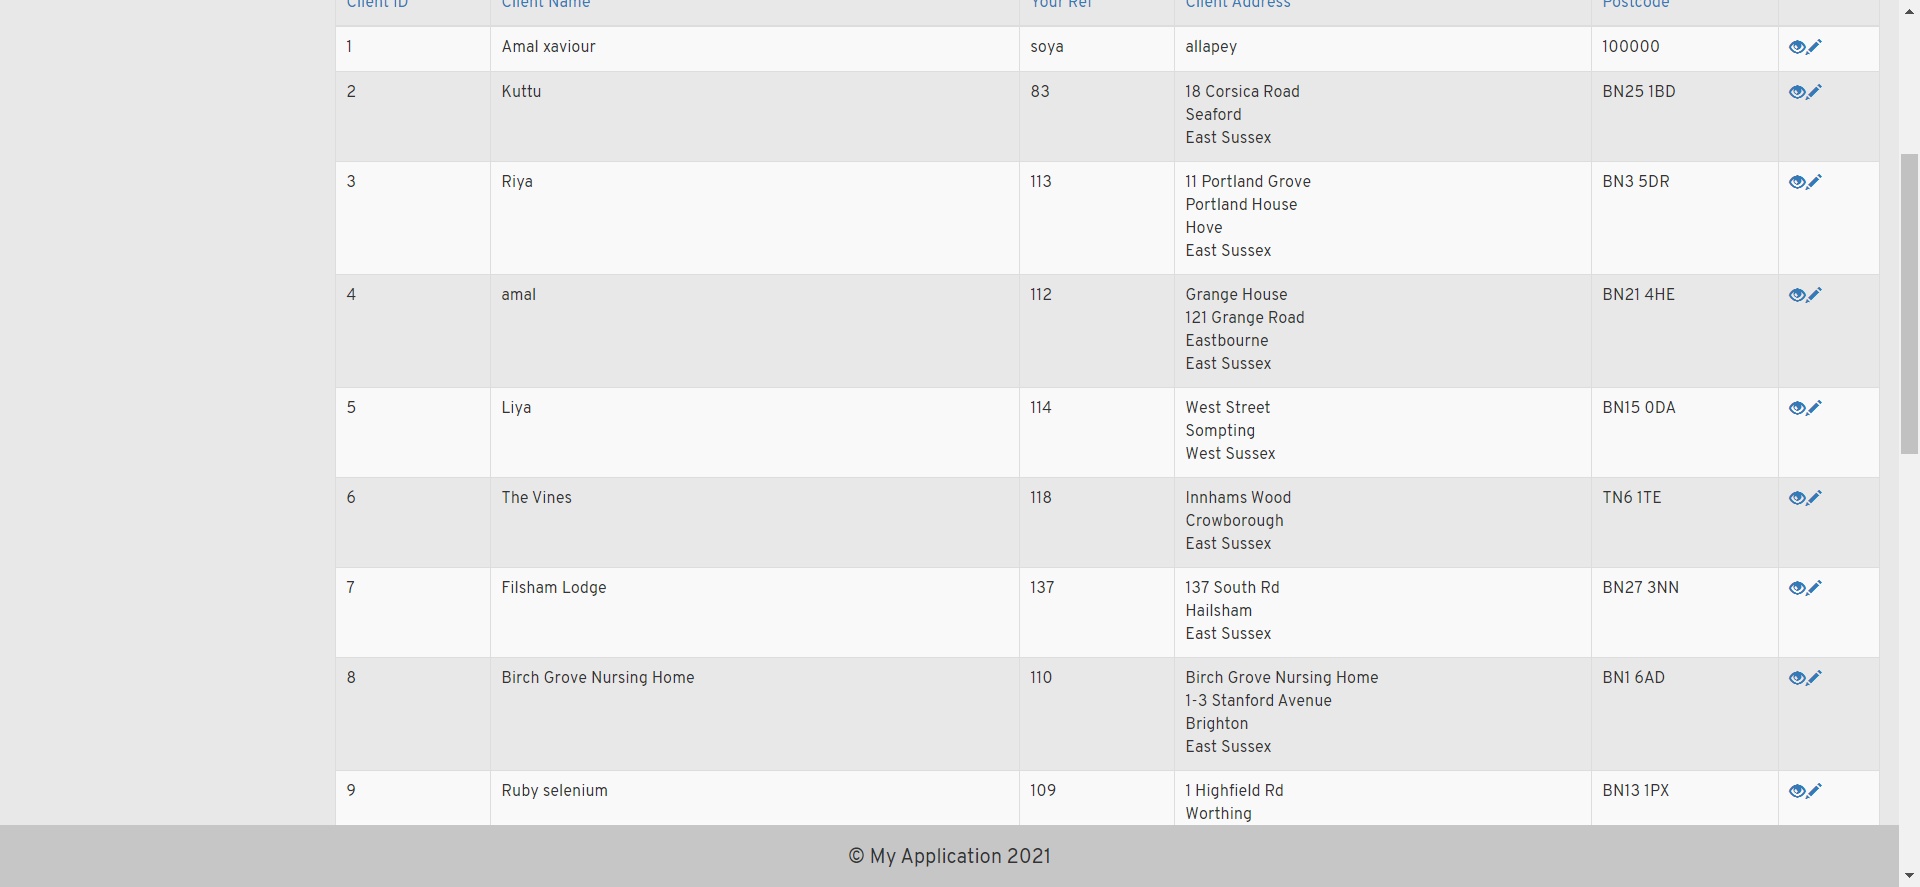 Client ID Client Name Your Ref Client Address Postcode
1 Amal xaviour soya allapey 100000
2 Kuttu 83 18 Corsica Road BN25 1BD
Seaford
East Sussex
3 Riya 113 11 Portland Grove BN3 5DR
Portland House
Hove
East Sussex
4 amal 112 Grange House BN21 4HE
121 Grange Road
Eastbourne
East Sussex
5 Liya 114 West Street BN15 0DA
Sompting
West Sussex
6 The Vines 118 Innhams Wood TN6 1TE
Crowborough
East Sussex
7 Filsham Lodge 137 137 South Rd BN27 3NN
Hailsham
East Sussex
8 Birch Grove Nursing Home 110 Birch Grove Nursing Home BN1 6AD
1-3 Stanford Avenue
Brighton
East Sussex
9 Ruby selenium 109 1 Highfield Rd BN13 1PX
Worthing
© My Application 2021